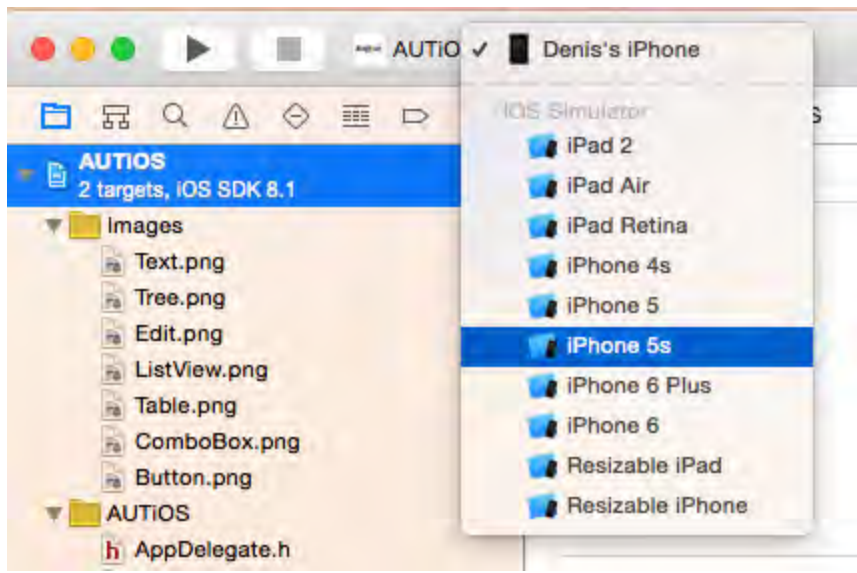 AUTiO
Denis's iPhone
iOS Simulator
iPad 2
iPad Air
iPad Retina
iPhone 4s
iPhone 5
iPhone 5s
iPhone 6 Plus
iPhone 6
Resizable iPad
Resizable iPhone
S
AUTiOS
2 targets, iOS SDK 8.1
Images
Text.png
Tree.png
Edit.png
ListView.png
Table.png
ComboBox.png
Button.png
AUTiOS
h AppDelegate.h